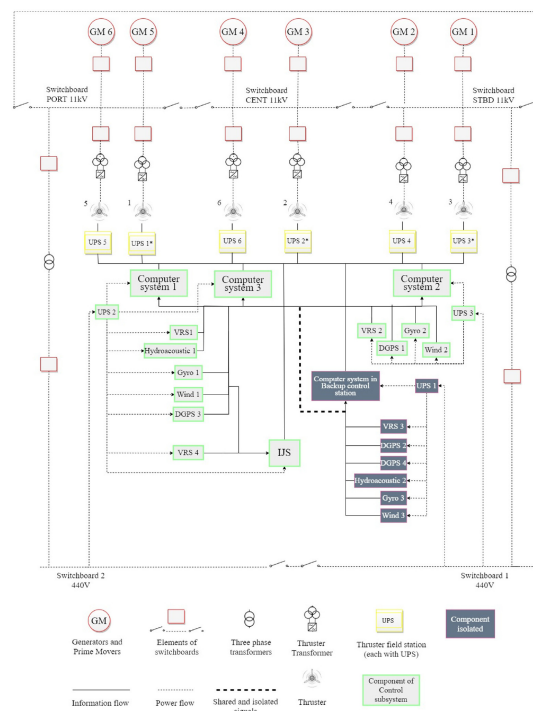 GM 6
GM 5
GM 4
GM 3
GM 2
GM 1
Switchboard
PORT 11kV
Switchboard
CENT 11kV
Switchboard
STBD 11kV
5
1
6
2
4
3
UPS 5
UPS 1*
UPS 6
UPS 2*
UPS 4
UPS 3*
Computer
system 1
Computer
system 3
Computer
system 2
UPS 2
UPS 3
VRS1
Hydroacoustic 1
Gyro 1
Wind 1
DGPS 3
VRS 4
IJS
VRS 2
DGPS 1
Gyro 2
Wind 2
Computer system in
Backup control
station
UPS 1
VRS 3
DGPS 2
DGPS 4
Hydroacoustic 2
Gyro 3
Wind 3
Switchboard 2
440V
Switchboard 1
440V
GM
UPS
Component
isolated
Generators and
Prime Movers
Elements of
switchboards
Three phase
transformers
Thruster
Transformer
Thruster field station
(each with UPS)
Information flow
Power flow
Shared and isolated
signals
Thruster
Component of
Control
subsystem